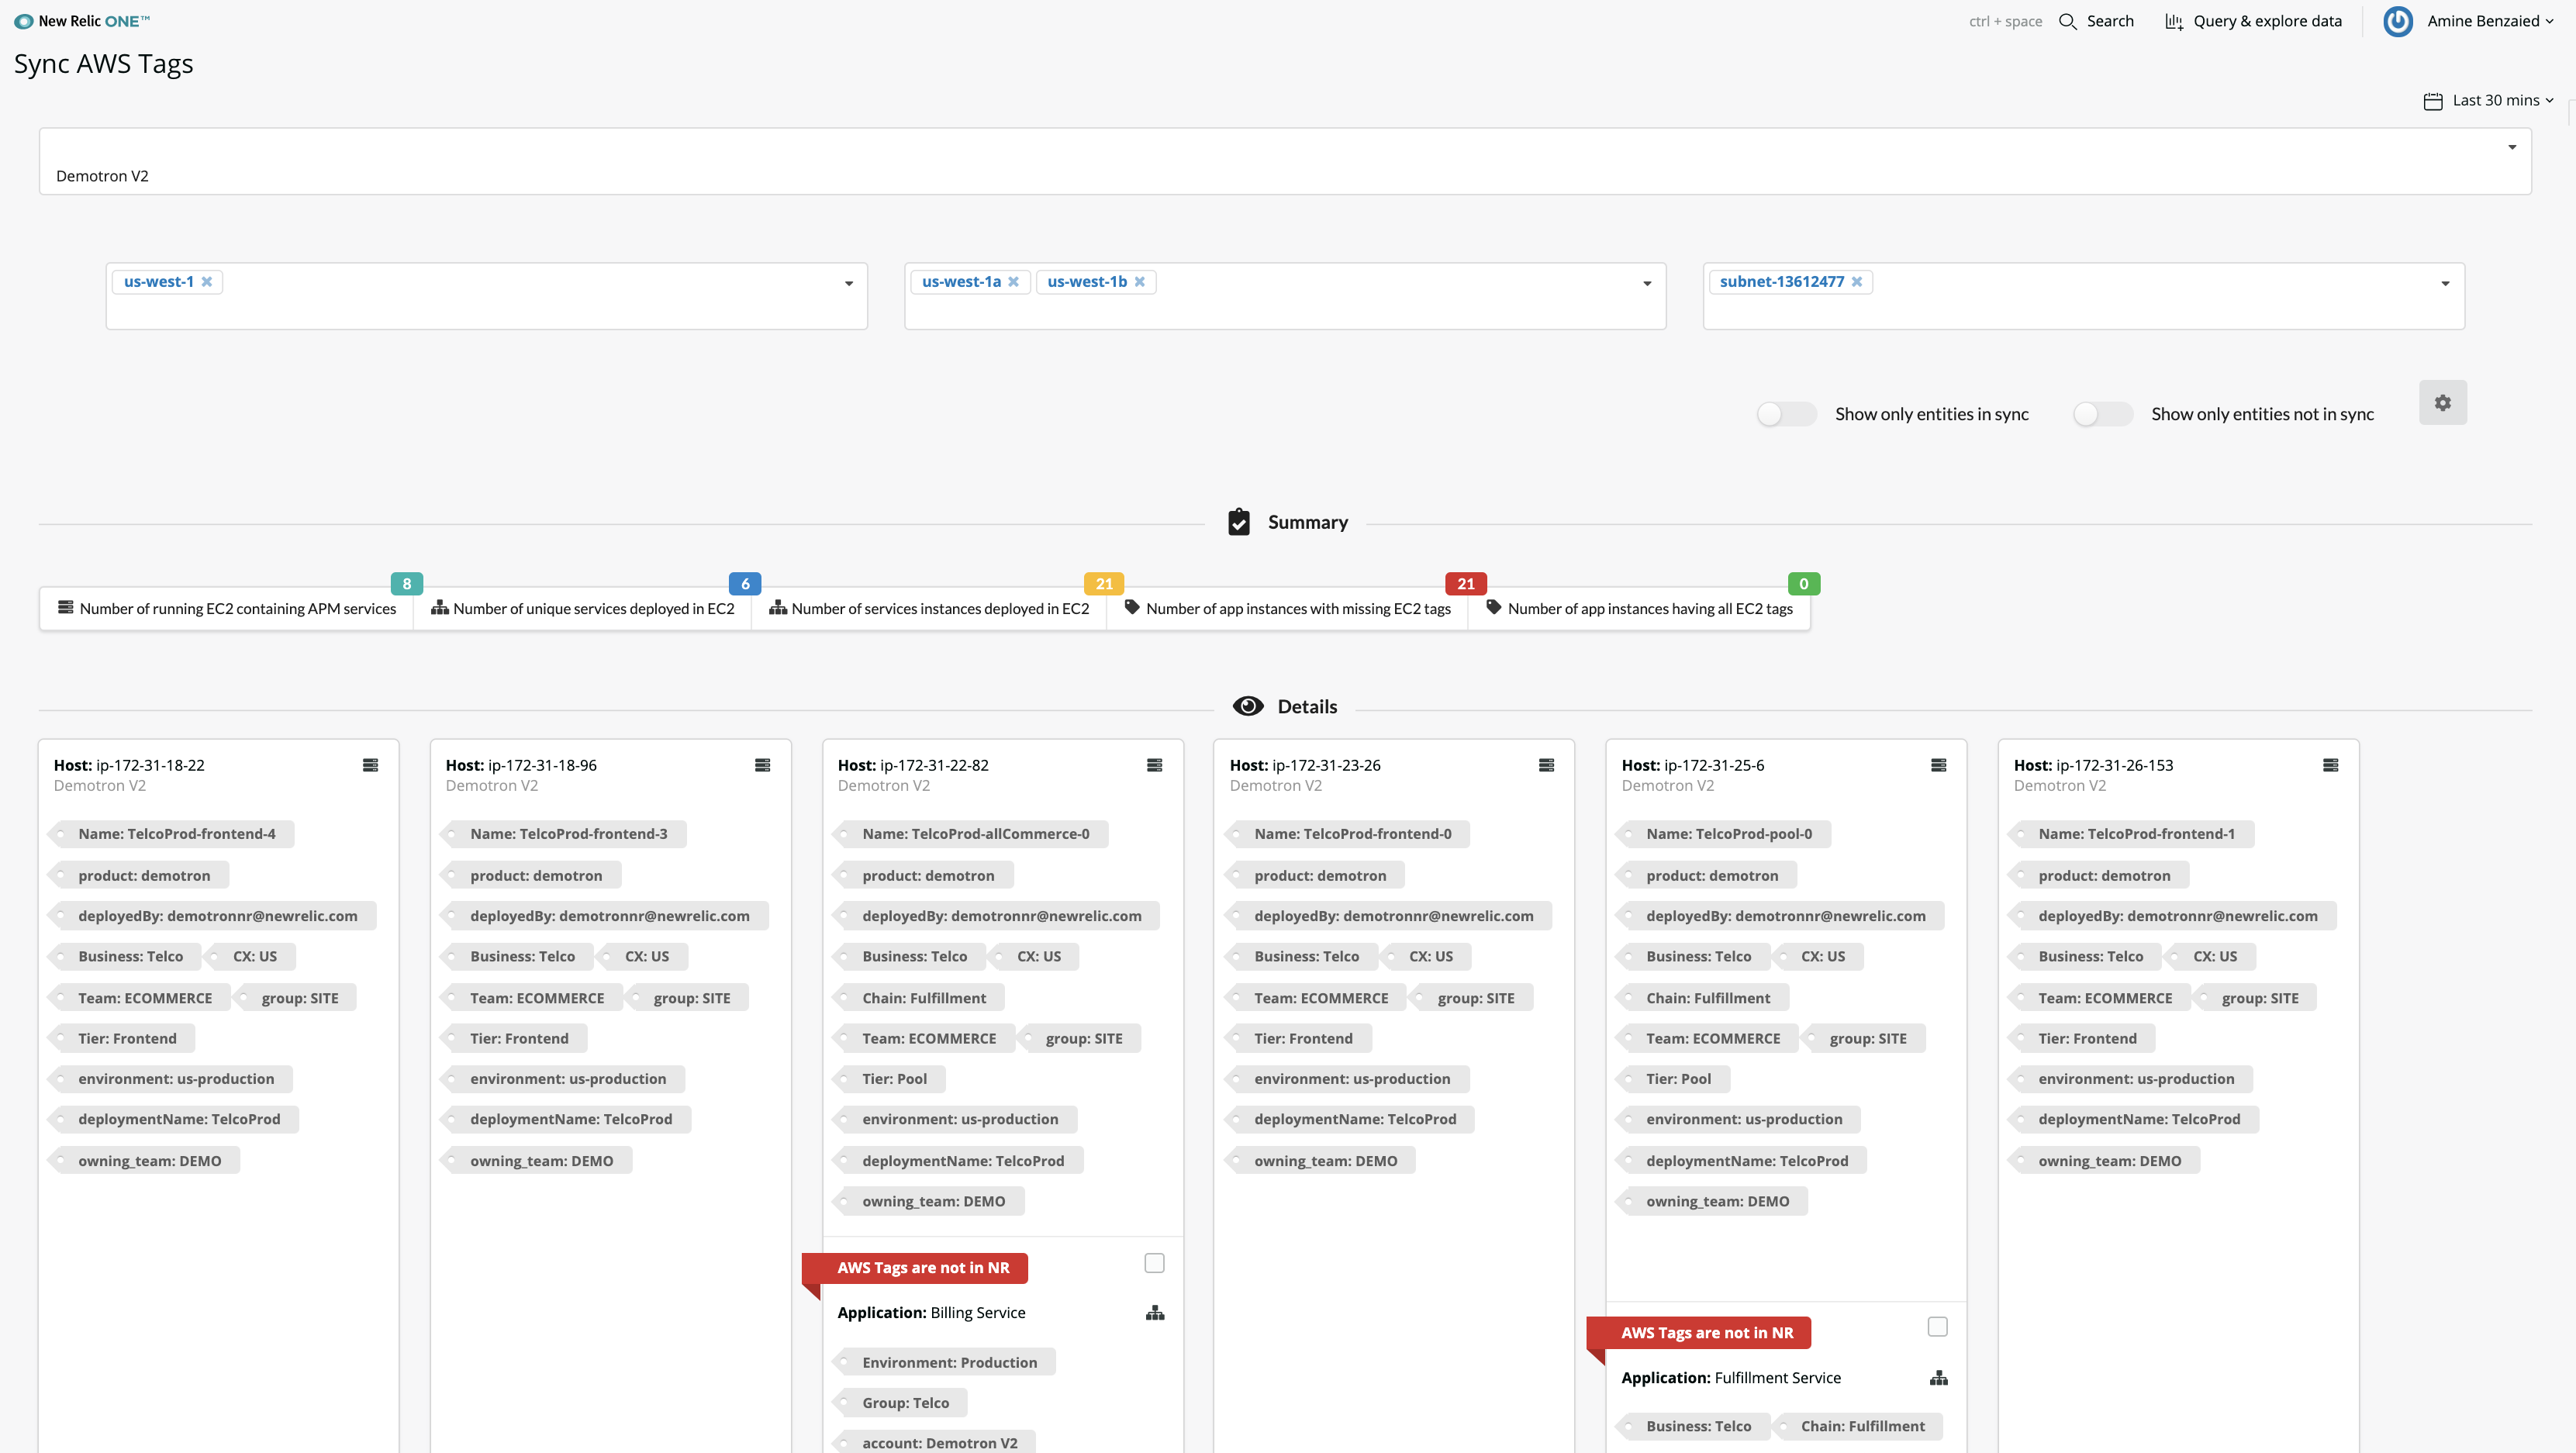 New Relic ONE™
ctrl + space Search Query & explore data Amine Benzaied
Sync AWS Tags
Last 30 mins
Demotron V2
us-west-1 us-west-1a us-west-1b subnet-13612477
Show only entities in sync Show only entities not in sync
Summary
8 6 21 21 0
Number of running EC2 containing APM services Number of unique services deployed in EC2 Number of services instances deployed in EC2 Number of app instances with missing EC2 tags Number of app instances having all EC2 tags
Details
Host: ip-172-31-18-22
Demotron V2
Name: TelcoProd-frontend-4
product: demotron
deployedBy: demotronnr@newrelic.com
Business: Telco CX: US
Team: ECOMMERCE group: SITE
Tier: Frontend
environment: us-production
deploymentName: TelcoProd
owning_team: DEMO
Host: ip-172-31-18-96
Demotron V2
Name: TelcoProd-frontend-3
product: demotron
deployedBy: demotronnr@newrelic.com
Business: Telco CX: US
Team: ECOMMERCE group: SITE
Tier: Frontend
environment: us-production
deploymentName: TelcoProd
owning_team: DEMO
Host: ip-172-31-22-82
Demotron V2
Name: TelcoProd-allCommerce-0
product: demotron
deployedBy: demotronnr@newrelic.com
Business: Telco CX: US
Chain: Fulfillment
Team: ECOMMERCE group: SITE
Tier: Pool
environment: us-production
deploymentName: TelcoProd
owning_team: DEMO
AWS Tags are not in NR
Application: Billing Service
Environment: Production
Group: Telco
account: Demotron V2
Host: ip-172-31-23-26
Demotron V2
Name: TelcoProd-frontend-0
product: demotron
deployedBy: demotronnr@newrelic.com
Business: Telco CX: US
Team: ECOMMERCE group: SITE
Tier: Frontend
environment: us-production
deploymentName: TelcoProd
owning_team: DEMO
Host: ip-172-31-25-6
Demotron V2
Name: TelcoProd-pool-0
product: demotron
deployedBy: demotronnr@newrelic.com
Business: Telco CX: US
Chain: Fulfillment
Team: ECOMMERCE group: SITE
Tier: Pool
environment: us-production
deploymentName: TelcoProd
owning_team: DEMO
AWS Tags are not in NR
Application: Fulfillment Service
Business: Telco Chain: Fulfillment
Host: ip-172-31-26-153
Demotron V2
Name: TelcoProd-frontend-1
product: demotron
deployedBy: demotronnr@newrelic.com
Business: Telco CX: US
Team: ECOMMERCE group: SITE
Tier: Frontend
environment: us-production
deploymentName: TelcoProd
owning_team: DEMO